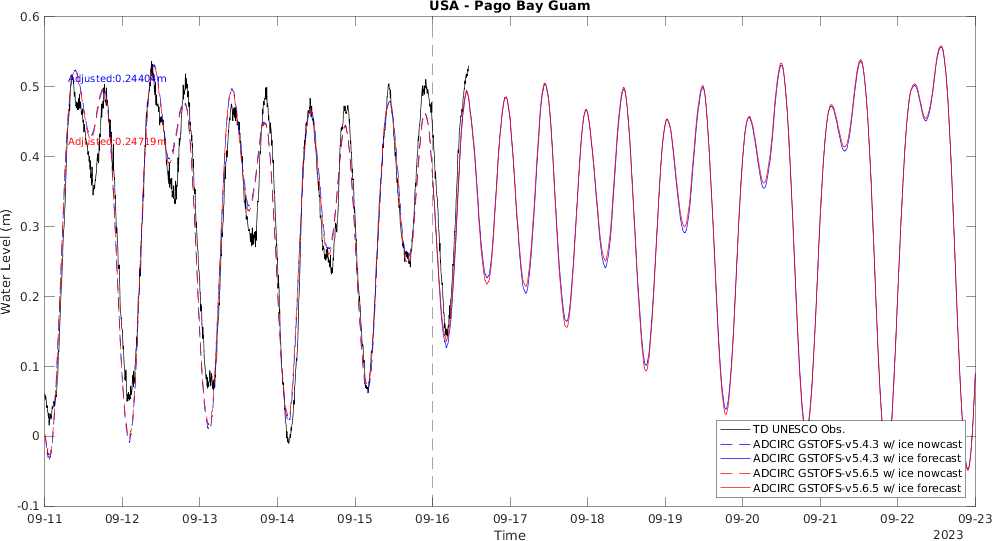 USA - Pago Bay Guam
0.6
0.5
0.4
0.3
0.2
0.1
0
-0.1
Water Level (m)
Adjusted:0.24404m
Adjusted:0.24719m
TD UNESCO Obs.
ADCIRC GSTOFS-v5.4.3 w/ ice nowcast
ADCIRC GSTOFS-v5.4.3 w/ ice forecast
ADCIRC GSTOFS-v5.6.5 w/ ice nowcast
ADCIRC GSTOFS-v5.6.5 w/ ice forecast
09-11 09-12 09-13 09-14 09-15 09-16 09-17 09-18 09-19 09-20 09-21 09-22 09-23
Time
2023